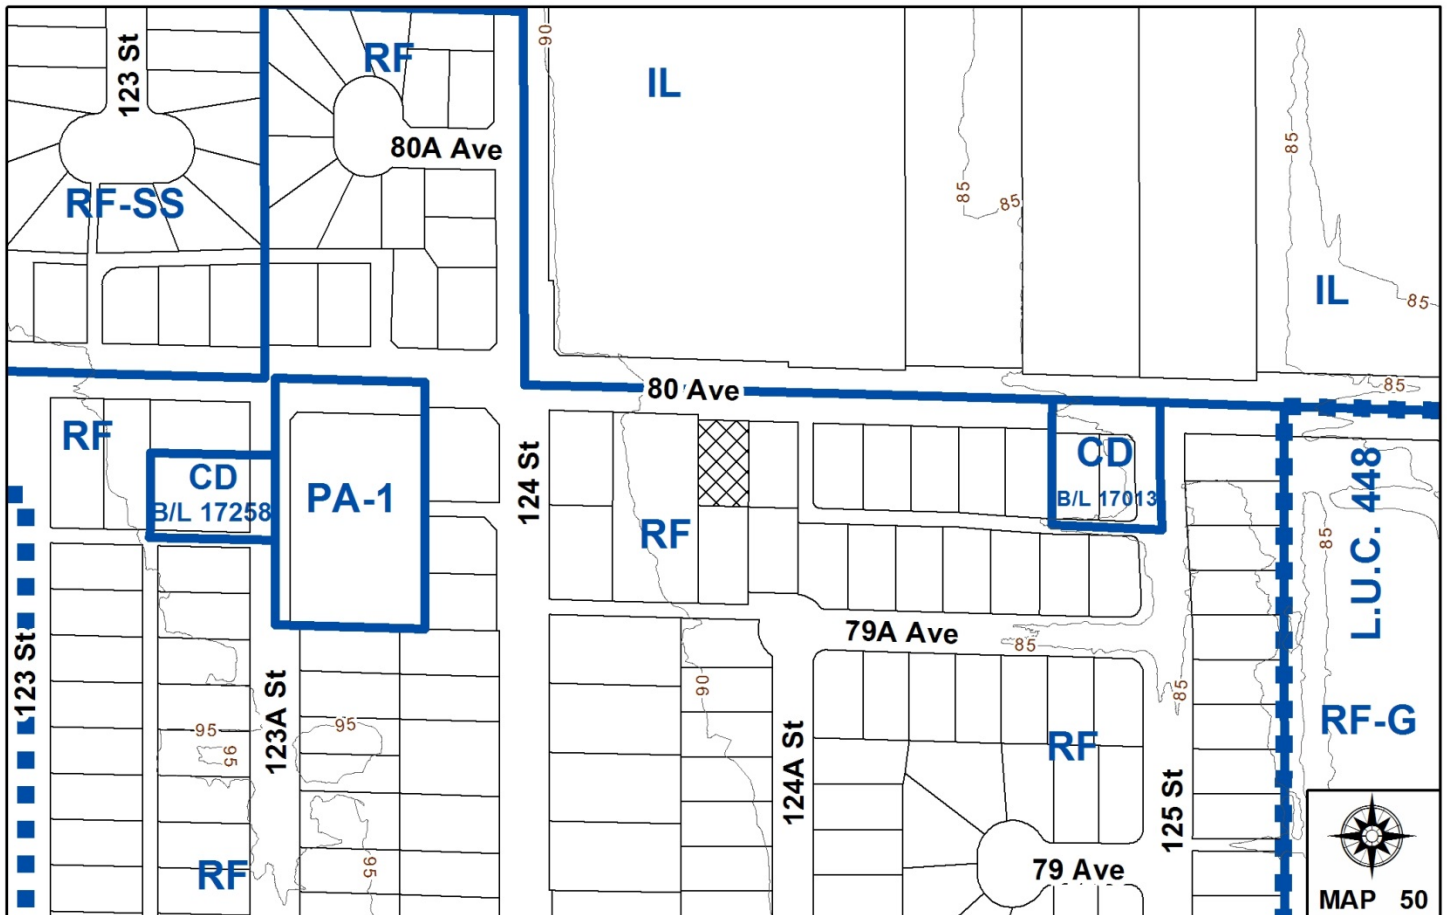 123 St
RF
IL
90
80A Ave
85
85
85
RF-SS
IL
85
80 Ave
85
RF
CD
B/L 17258
PA-1
124 St
RF
CD
B/L 17013
L.U.C. 448
85
79A Ave
85
123 St
123A St
95
95
95
90
124A St
RF
125 St
85
RF-G
RF
95
79 Ave
MAP 50